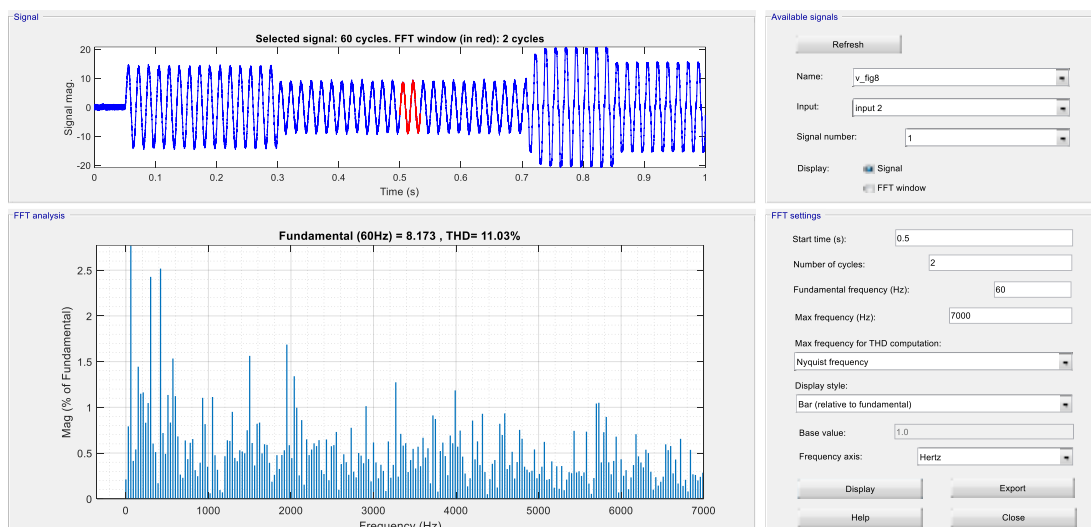 Signal
Selected signal: 60 cycles. FFT window (in red): 2 cycles
Signal mag.
20
10
0
-10
-20
0 0.1 0.2 0.3 0.4 0.5 0.6 0.7 0.8 0.9 1
Time (s)
Available signals
Refresh
Name: v_fig8
Input: input 2
Signal number: 1
Display: Signal
FFT window
FFT analysis
Fundamental (60Hz) = 8.173 , THD= 11.03%
Mag (% of Fundamental)
2.5
2
1.5
1
0.5
0
0 1000 2000 3000 4000 5000 6000 7000
Frequency (Hz)
FFT settings
Start time (s): 0.5
Number of cycles: 2
Fundamental frequency (Hz): 60
Max frequency (Hz): 7000
Max frequency for THD computation:
Nyquist frequency
Display style:
Bar (relative to fundamental)
Base value: 1.0
Frequency axis: Hertz
Display Export
Help Close